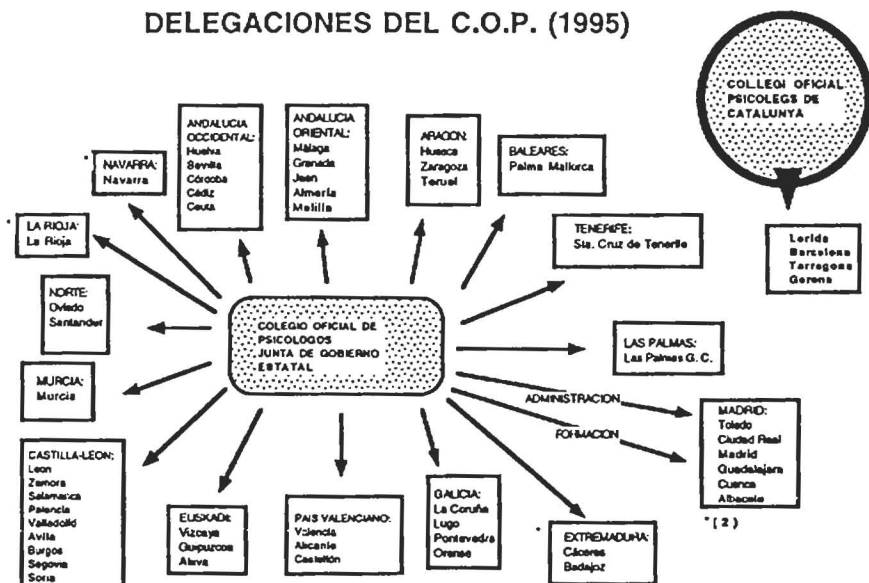 DELEGACIONES DEL C.O.P. (1995)
COL.LEGI OFICIAL
PSICOLEGS DE
CATALUNYA
Lerida
Barcelona
Tarragona
Gerona
*
NAVARRA:
Navarra
ANDALUCIA
OCCIDENTAL:
Huelva
Sevilla
Córdoba
Cádiz
Ceuta
ANDALUCIA
ORIENTAL:
Málaga
Granada
Jaen
Almería
Melilla
ARAGON:
Huesca
Zaragoza
Teruel
BALEARES:
Palma Mallorca
*
LA RIOJA:
La Rioja
TENERIFE:
Sta. Cruz de Tenerife
NORTE:
Oviedo
Santander
COLEGIO OFICIAL DE
PSICOLOGOS
JUNTA DE GOBIERNO
ESTATAL
LAS PALMAS:
Las Palmas G. C.
MURCIA:
Murcia
ADMINISTRACION
FORMACION
MADRID:
Toledo
Ciudad Real
Madrid
Guadalajara
Cuenca
Albacete
*(2)
CASTILLA-LEON:
Leon
Zamora
Salamanca
Palencia
Valladolid
Avila
Burgos
Segovia
Soria
EUSKADI:
Vizcaya
Guipuzcoa
Alava
PAIS VALENCIANO:
Valencia
Alicante
Castellón
GALICIA:
La Coruña
Lugo
Pontevedra
Orense
*
EXTREMADURA:
Cáceres
Badajoz